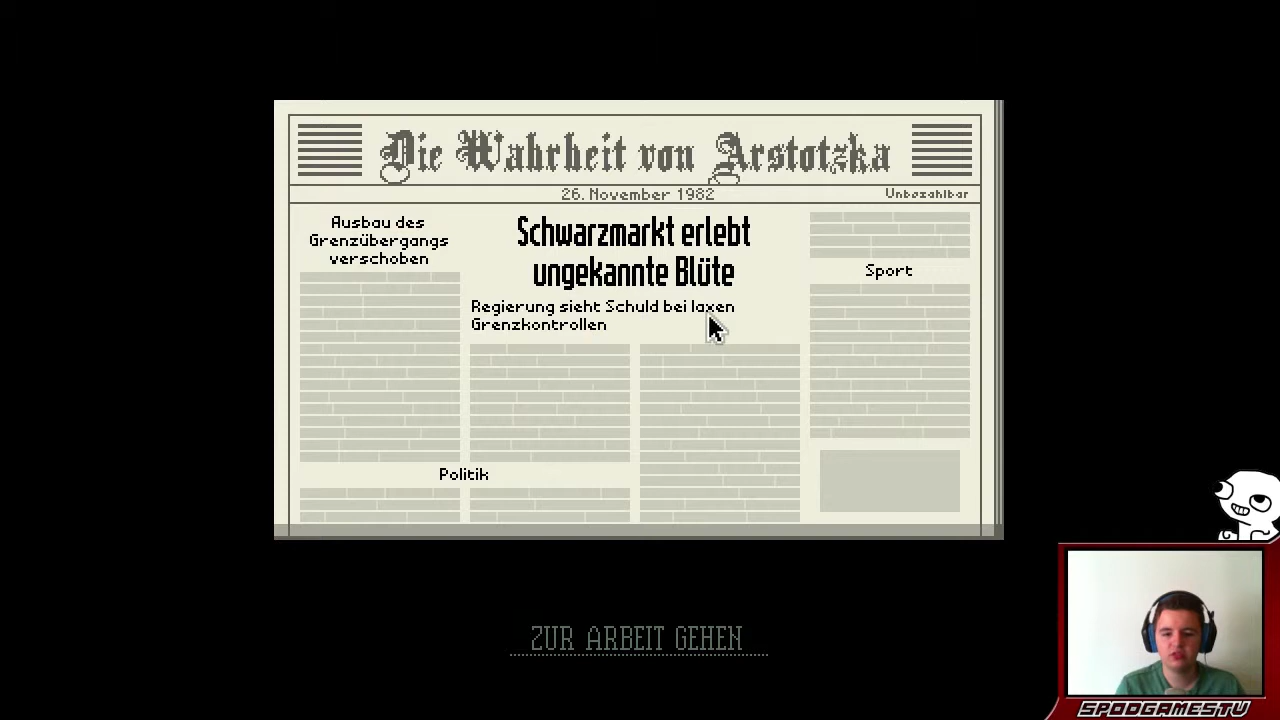 Die Wahrheit von Arstotzka
26. November 1982
Unbezahlbar
Ausbau des
Grenzübergangs
verschoben
Schwarzmarkt erlebt
ungekannte Blüte
Regierung sieht Schuld bei laxen
Grenzkontrollen
Sport
Politik
ZUR ARBEIT GEHEN
SPODGAMESTV